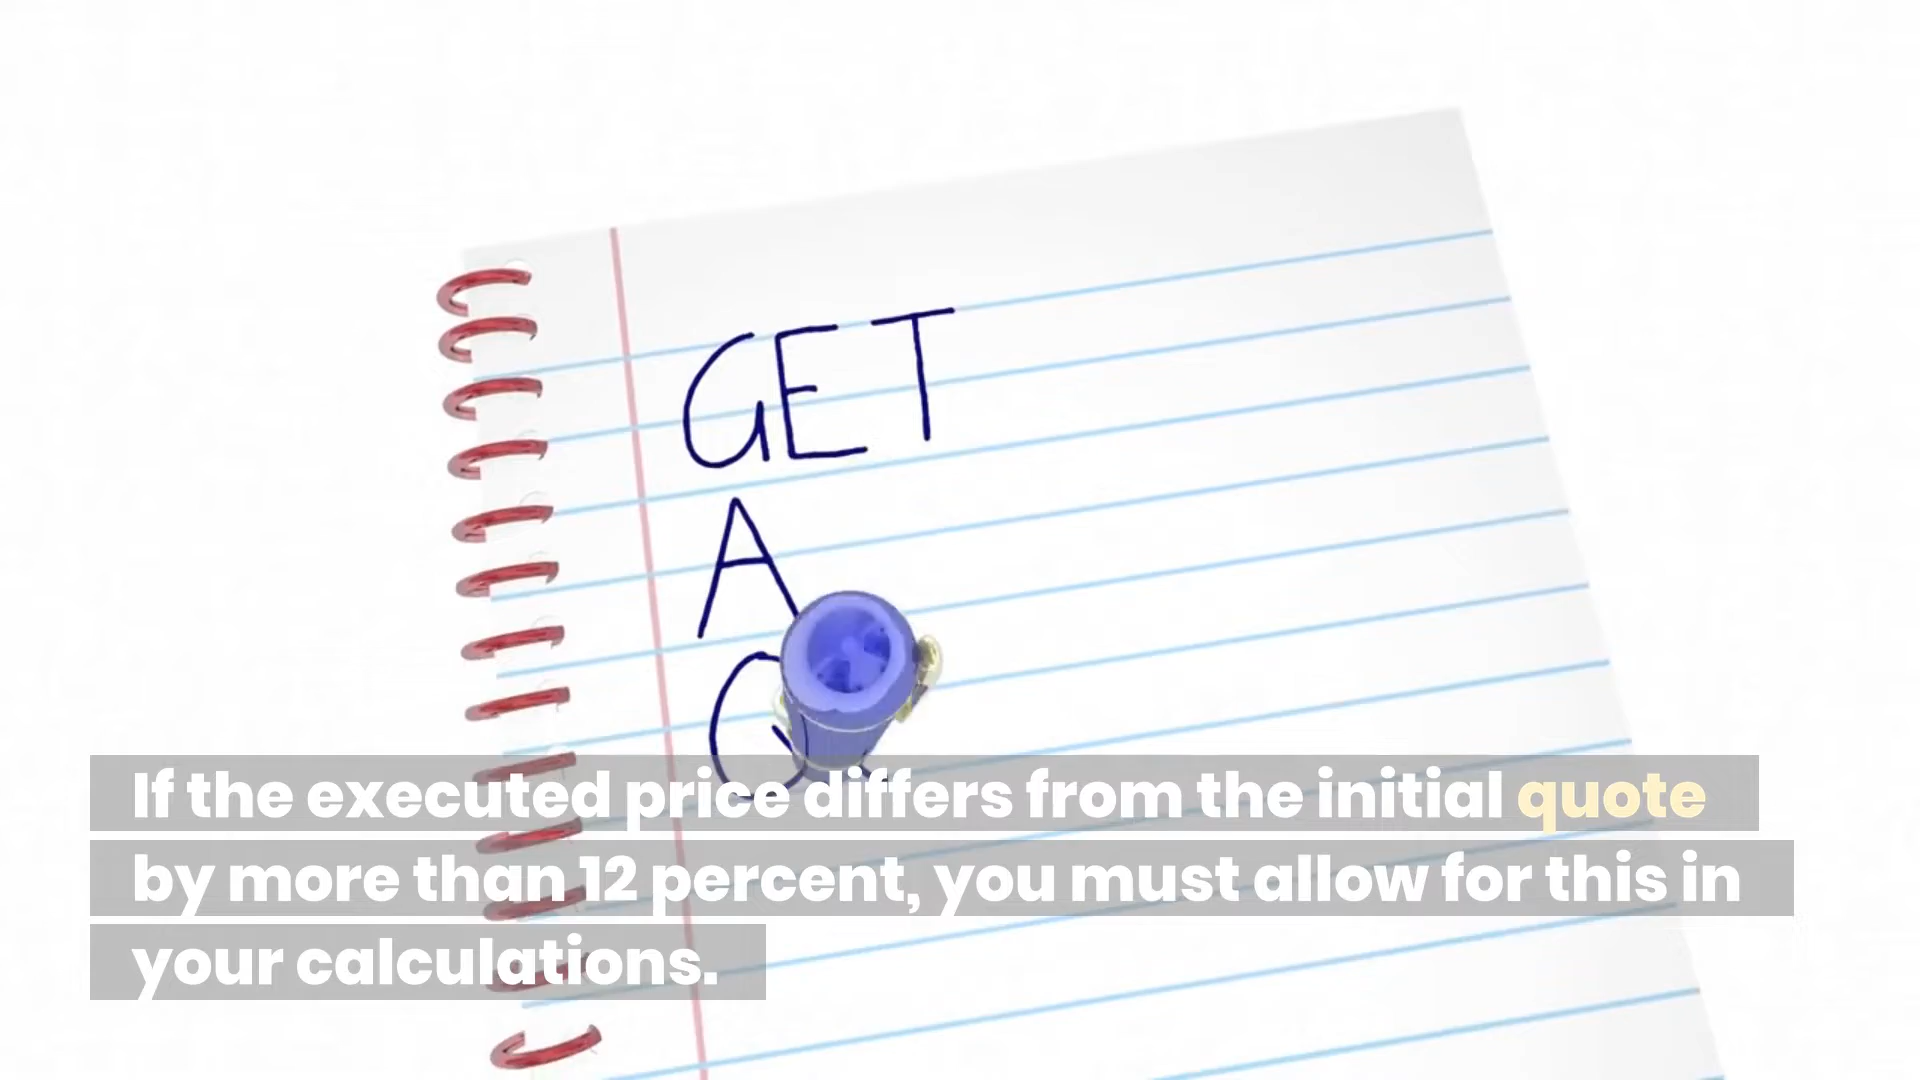 GET
A
If the executed price differs from the initial quote
by more than 12 percent, you must allow for this in
your calculations.